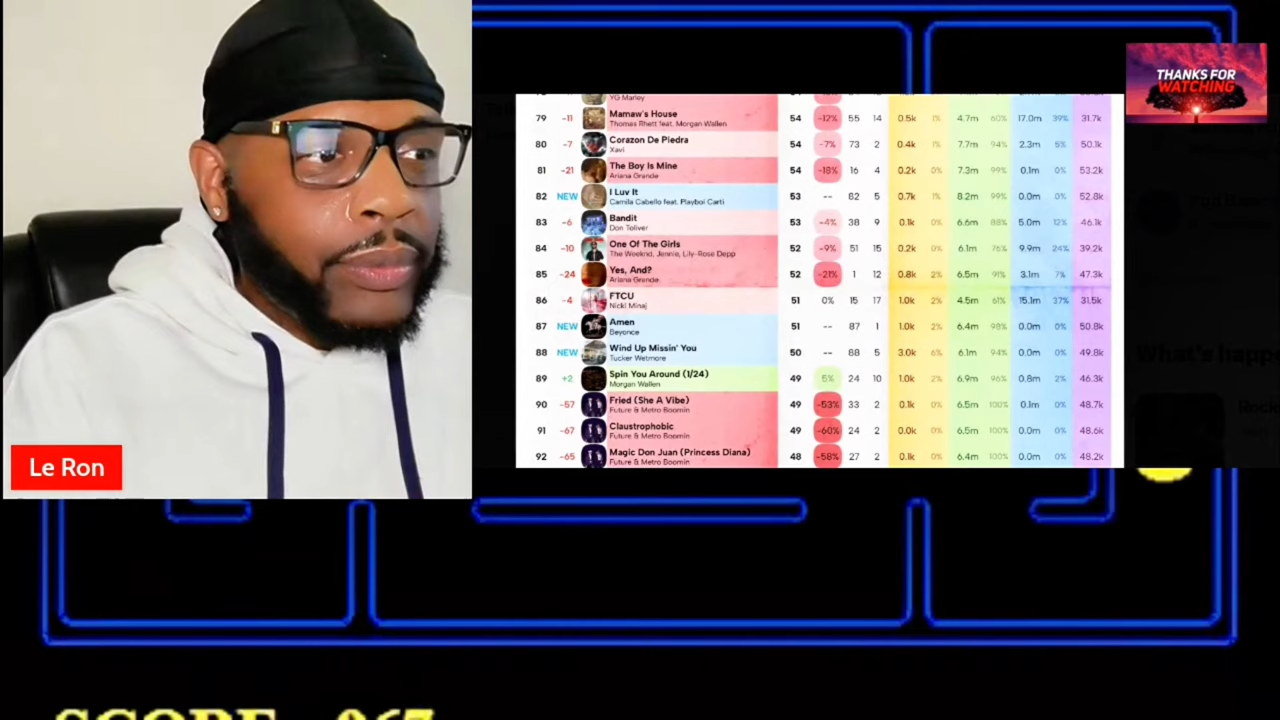 THANKS FOR
WATCHING
YG Marley
79 -11 Mamaw's House 54 -12% 55 14 0.5k 1% 4.7m 60% 17.0m 39% 31.7k
Thomas Rhett feat. Morgan Wallen
80 -7 Corazon De Piedra 54 -7% 73 2 0.4k 1% 7.7m 94% 2.3m 5% 50.1k
Xavi
81 -21 The Boy Is Mine 54 -18% 16 4 0.2k 0% 7.3m 99% 0.1m 0% 53.2k
Ariana Grande
82 NEW I Luv It 53 -- 82 5 0.7k 1% 8.2m 99% 0.0m 0% 52.8k
Camila Cabello feat. Playboi Carti
83 -6 Bandit 53 -4% 38 9 0.1k 0% 6.6m 88% 5.0m 12% 46.1k
Don Toliver
84 -10 One Of The Girls 52 -9% 51 15 0.2k 0% 6.1m 76% 9.9m 24% 39.2k
The Weeknd, Jennie, Lily-Rose Depp
85 -24 Yes, And? 52 -21% 1 12 0.8k 2% 6.5m 91% 3.1m 7% 47.3k
Ariana Grande
86 -4 FTCU 51 0% 15 17 1.0k 2% 4.5m 61% 15.1m 37% 31.5k
Nicki Minaj
87 NEW Amen 51 -- 87 1 1.0k 2% 6.4m 98% 0.0m 0% 50.8k
Beyonce
88 NEW Wind Up Missin' You 50 -- 88 5 3.0k 6% 6.1m 94% 0.0m 0% 49.8k
Tucker Wetmore
89 +2 Spin You Around (1/24) 49 5% 24 10 1.0k 2% 6.9m 96% 0.8m 2% 46.3k
Morgan Wallen
90 -57 Fried (She A Vibe) 49 -53% 33 2 0.1k 0% 6.5m 100% 0.1m 0% 48.7k
Future & Metro Boomin
91 -67 Claustrophobic 49 -60% 24 2 0.0k 0% 6.5m 100% 0.0m 0% 48.6k
Future & Metro Boomin
92 -65 Magic Don Juan (Princess Diana) 48 -58% 27 2 0.1k 0% 6.4m 100% 0.0m 0% 48.2k
Future & Metro Boomin
What's happ
Le Ron
SCORE 967